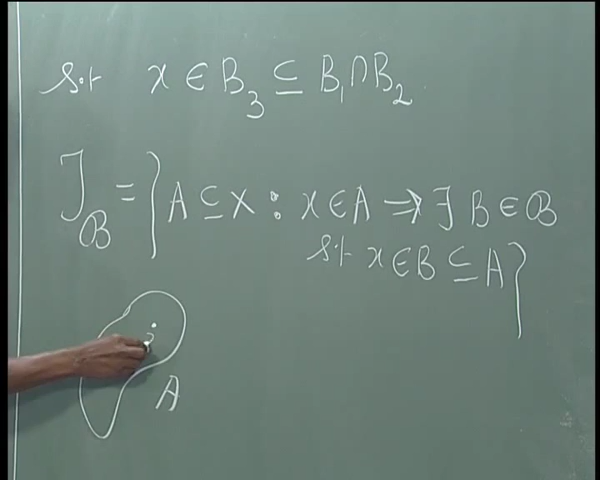 s.t x ∈ B₃ ⊆ B₁∩B₂
J_ℬ = { A ⊆ X : x ∈ A → ∃ B ∈ ℬ
s.t x ∈ B ⊆ A }
A